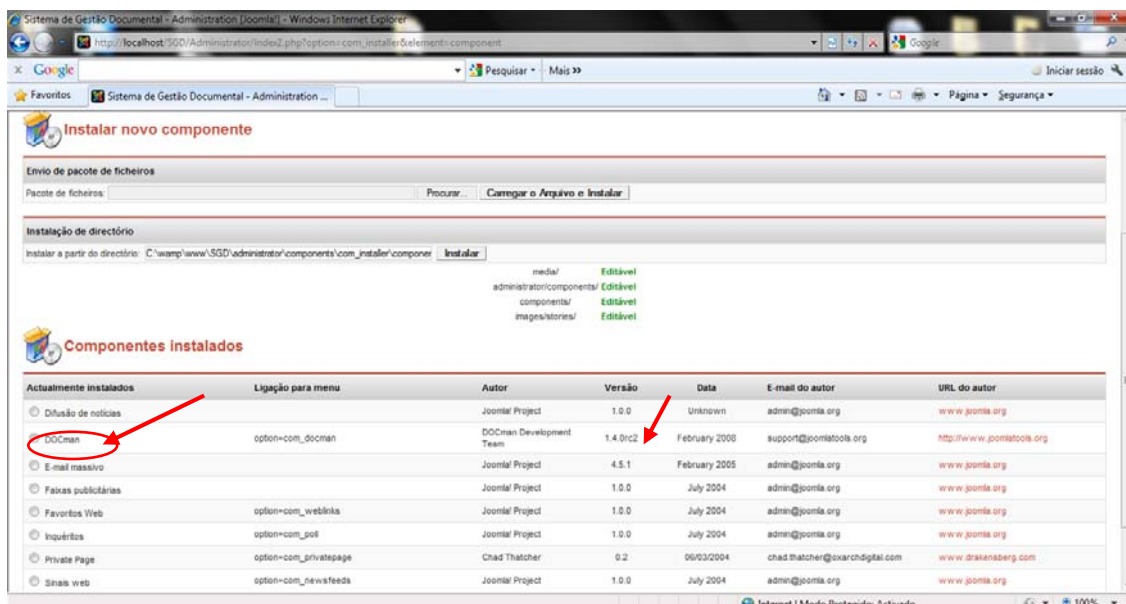 Sistema de Gestão Documental - Administration [Joomla!] - Windows Internet Explorer
http://localhost/SGD/Administrator/index2.php?option=com_installer&element=component
Google
x Google Pesquisar Mais » Iniciar sessão
Favoritos Sistema de Gestão Documental - Administration ... Página Segurança
Instalar novo componente
Envio de pacote de ficheiros
Pacote de ficheiros: Procurar... Carregar o Arquivo e Instalar
Instalação de directório
Instalar a partir do directório: C:\wamp\www\SGD\administrator\components\com_installer\componer Instalar
media/ Editável
administrator/components/ Editável
components/ Editável
images/stories/ Editável
Componentes instalados
Actualmente instalados Ligação para menu Autor Versão Data E-mail do autor URL do autor
Difusão de notícias Joomla! Project 1.0.0 Unknown admin@joomla.org www.joomla.org
DOCman option=com_docman DOCman Development Team 1.4.0rc2 February 2008 support@joomlatools.org http://www.joomlatools.org
E-mail massivo Joomla! Project 4.5.1 February 2005 admin@joomla.org www.joomla.org
Faixas publicitárias Joomla! Project 1.0.0 July 2004 admin@joomla.org www.joomla.org
Favoritos Web option=com_weblinks Joomla! Project 1.0.0 July 2004 admin@joomla.org www.joomla.org
Inquéritos option=com_poll Joomla! Project 1.0.0 July 2004 admin@joomla.org www.joomla.org
Private Page option=com_privatepage Chad Thatcher 0.2 06/03/2004 chad.thatcher@oxarchdigital.com www.drakensberg.com
Sinais web option=com_newsfeeds Joomla! Project 1.0.0 July 2004 admin@joomla.org www.joomla.org
Internet | Modo Protegido: Activado 100%